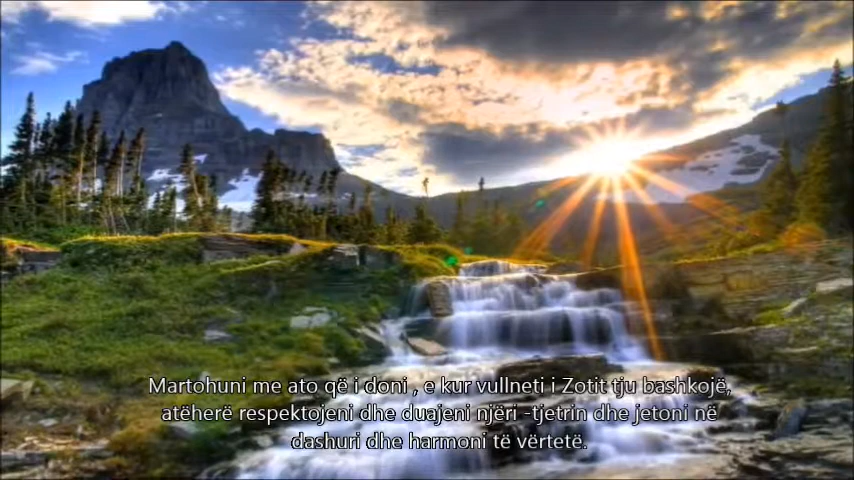 Martohuni me ato që i doni , e kur vullneti i Zotit tju bashkojë,
atëherë respektojeni dhe duajeni njëri -tjetrin dhe jetoni në
dashuri dhe harmoni të vërtetë.